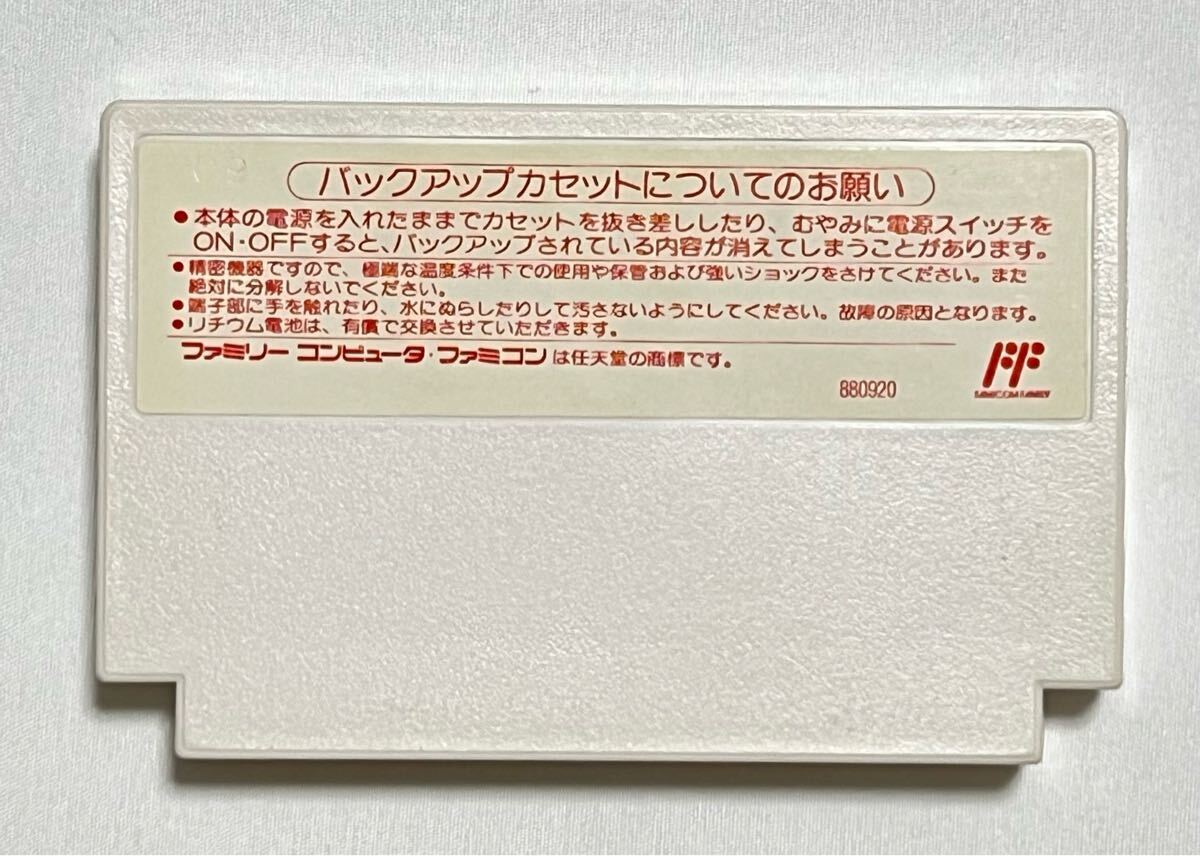 バックアップカセットについてのお願い
●本体の電源を入れたままでカセットを抜き差ししたり、むやみに電源スイッチを
ON・OFFすると、バックアップされている内容が消えてしまうことがあります。
●精密機器ですので、極端な温度条件下での使用や保管および強いショックをさけてください。また
絶対に分解しないでください。
●端子部に手を触れたり、水にぬらしたりして汚さないようにしてください。故障の原因となります。
●リチウム電池は、有償で交換させていただきます。
ファミリーコンピュータ・ファミコンは任天堂の商標です。
880920
FF
FAMICOM FAMILY